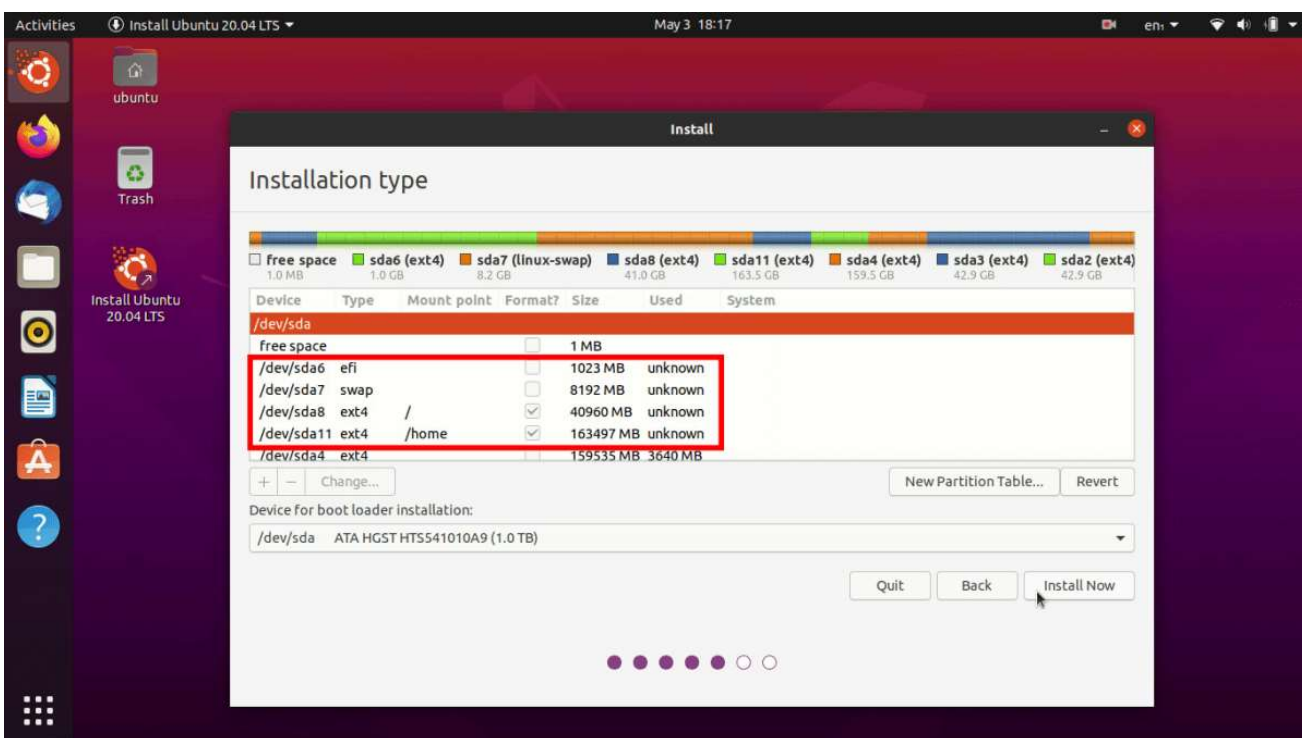 Activities Install Ubuntu 20.04 LTS May 3 18:17 en₁
ubuntu
Trash
Install Ubuntu
20.04 LTS
Install
Installation type
free space sda6 (ext4) sda7 (linux-swap) sda8 (ext4) sda11 (ext4) sda4 (ext4) sda3 (ext4) sda2 (ext4)
1.0 MB 1.0 GB 8.2 GB 41.0 GB 163.5 GB 159.5 GB 42.9 GB 42.9 GB
Device Type Mount point Format? Size Used System
/dev/sda
free space 1 MB
/dev/sda6 efi 1023 MB unknown
/dev/sda7 swap 8192 MB unknown
/dev/sda8 ext4 / 40960 MB unknown
/dev/sda11 ext4 /home 163497 MB unknown
/dev/sda4 ext4 159535 MB 3640 MB
+ − Change... New Partition Table... Revert
Device for boot loader installation:
/dev/sda ATA HGST HTS541010A9 (1.0 TB)
Quit Back Install Now